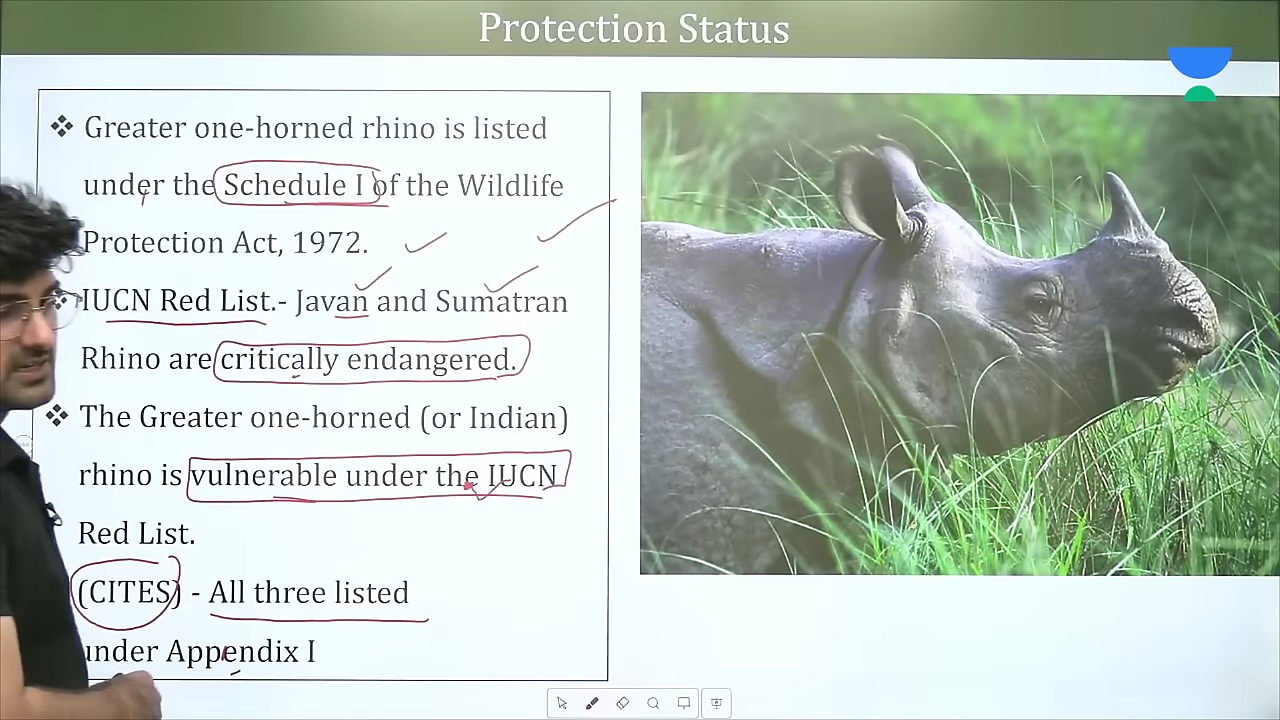 Protection Status
❖ Greater one-horned rhino is listed
under the Schedule I of the Wildlife
Protection Act, 1972.
❖ IUCN Red List.- Javan and Sumatran
Rhino are critically endangered.
❖ The Greater one-horned (or Indian)
rhino is vulnerable under the IUCN
Red List.
(CITES) - All three listed
under Appendix I